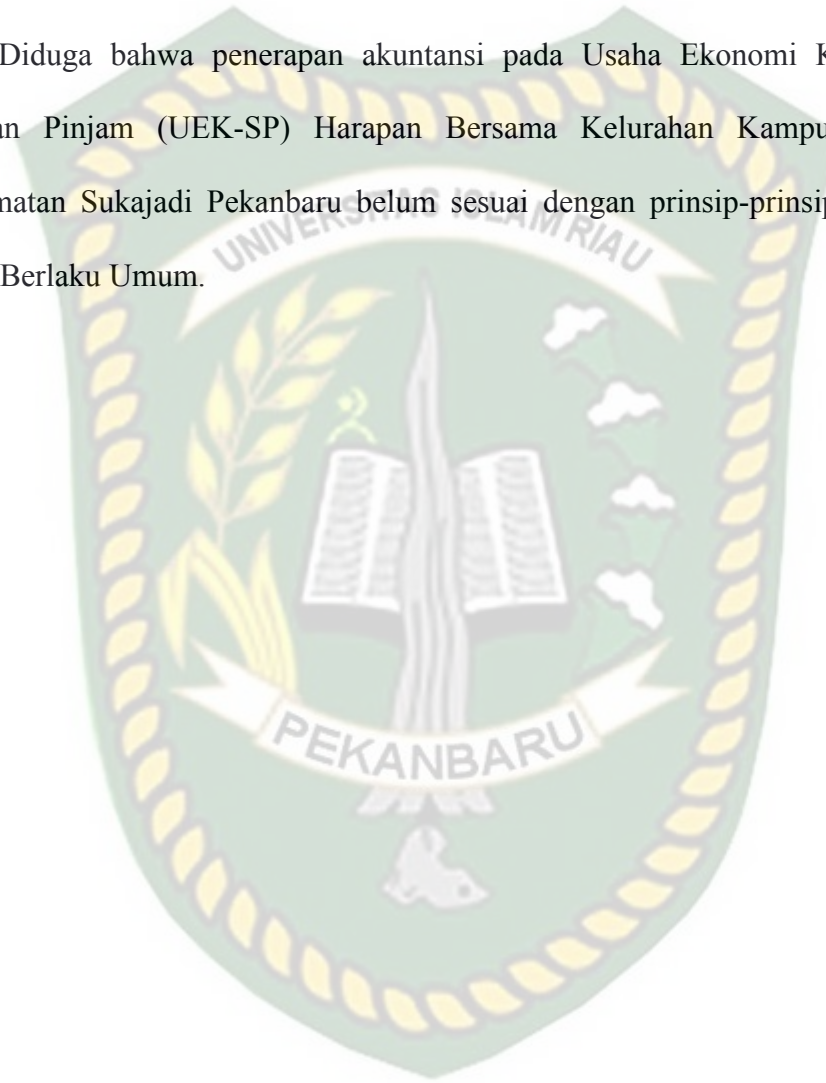 Diduga bahwa penerapan akuntansi pada Usaha Ekonomi K
an Pinjam (UEK-SP) Harapan Bersama Kelurahan Kampu
matan Sukajadi Pekanbaru belum sesuai dengan prinsip-prinsip
Berlaku Umum.
UNIVERSITAS ISLAM RIAU
PEKANBARU